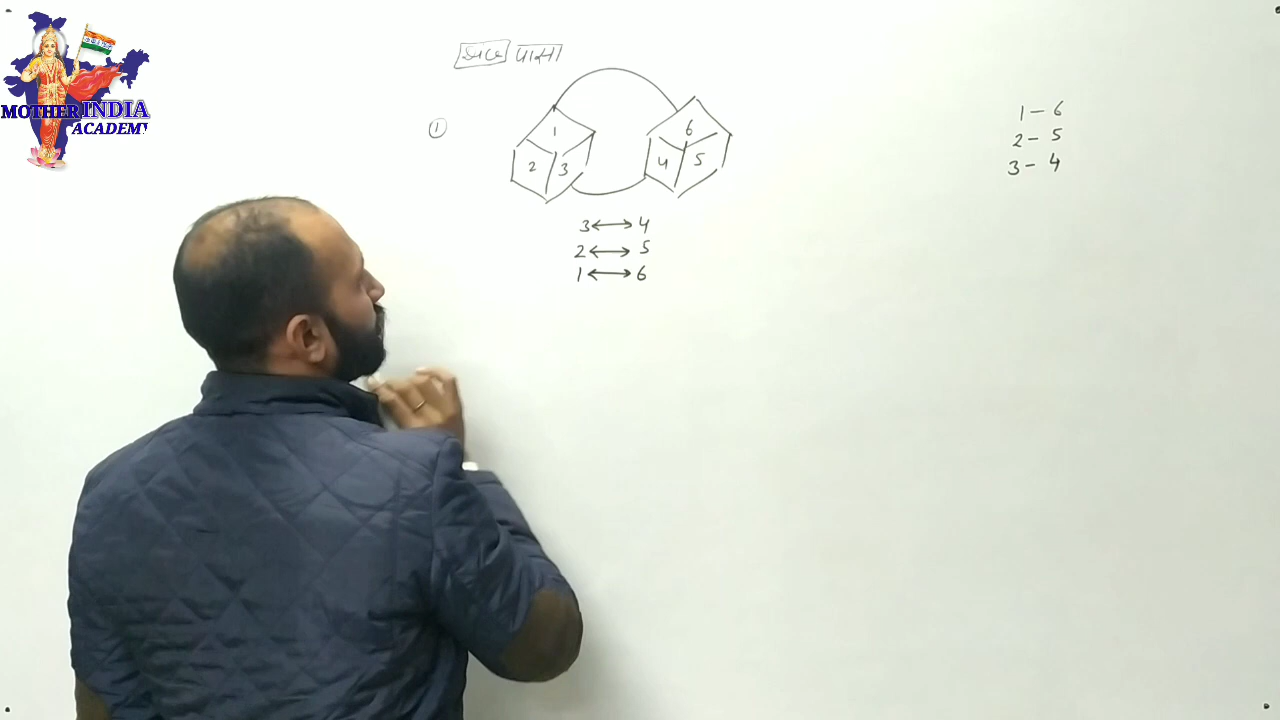 MOTHER INDIA
ACADEMY
पासा
①
1 6
2 3 4 5
3 ⟷ 4
2 ⟷ 5
1 ⟷ 6
1 – 6
2 – 5
3 – 4